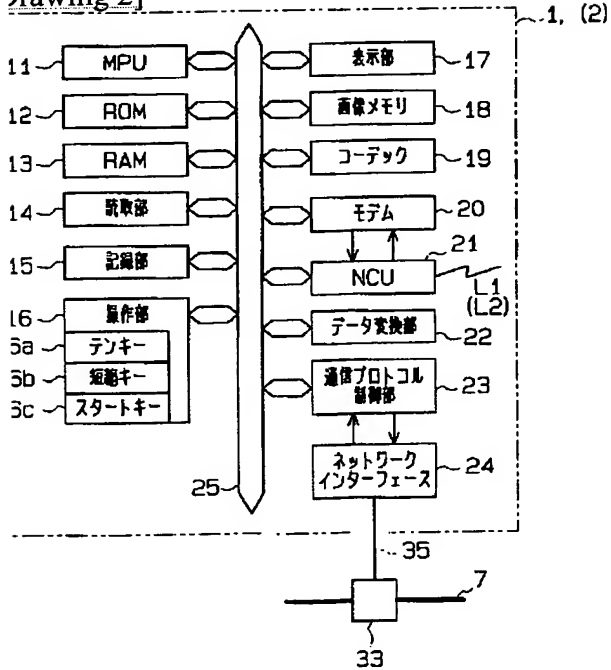 Drawing 2]
1, (2)
11 MPU
12 ROM
13 RAM
14 読取部
15 記録部
16 操作部
6a テンキー
6b 短縮キー
6c スタートキー
25
表示部 17
画像メモリ 18
コーデック 19
モデム 20
21
NCU
L1
(L2)
データ変換部 22
通信プロトコル
制御部 23
ネットワーク
インターフェース 24
35
7
33